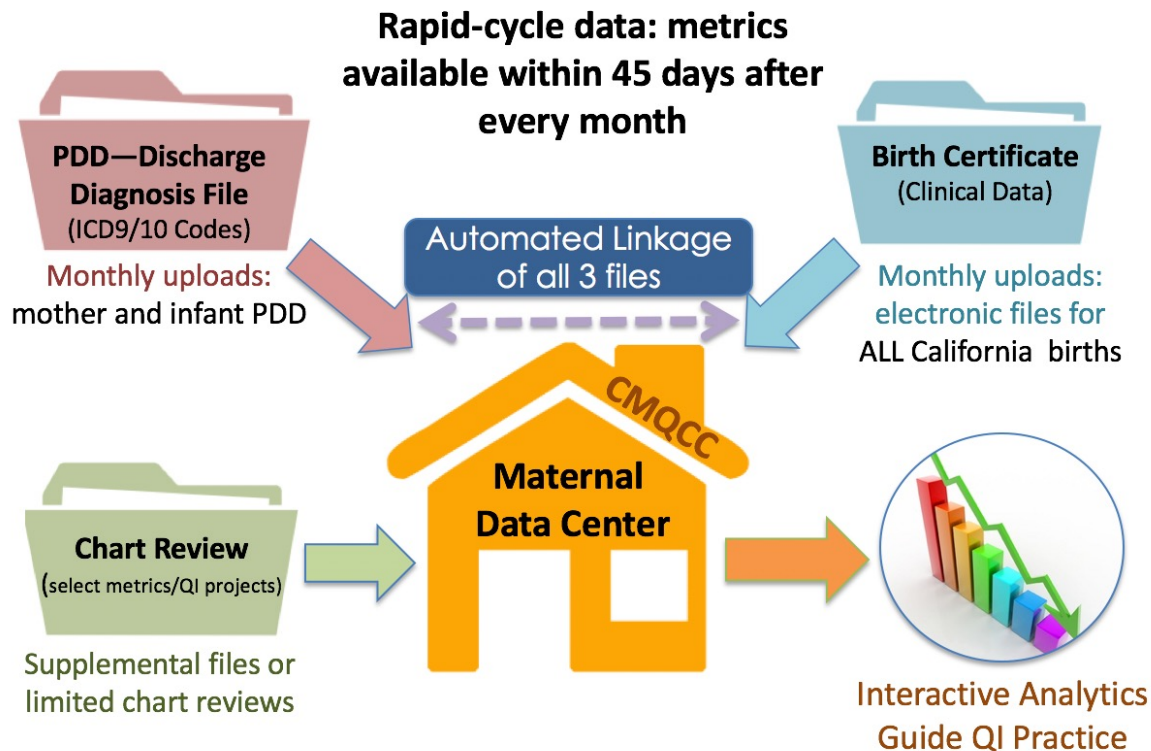 Rapid-cycle data: metrics
available within 45 days after
every month
PDD—Discharge
Diagnosis File
(ICD9/10 Codes)
Monthly uploads:
mother and infant PDD
Birth Certificate
(Clinical Data)
Monthly uploads:
electronic files for
ALL California births
Automated Linkage
of all 3 files
CMQCC
Maternal
Data Center
Chart Review
(select metrics/QI projects)
Supplemental files or
limited chart reviews
Interactive Analytics
Guide QI Practice